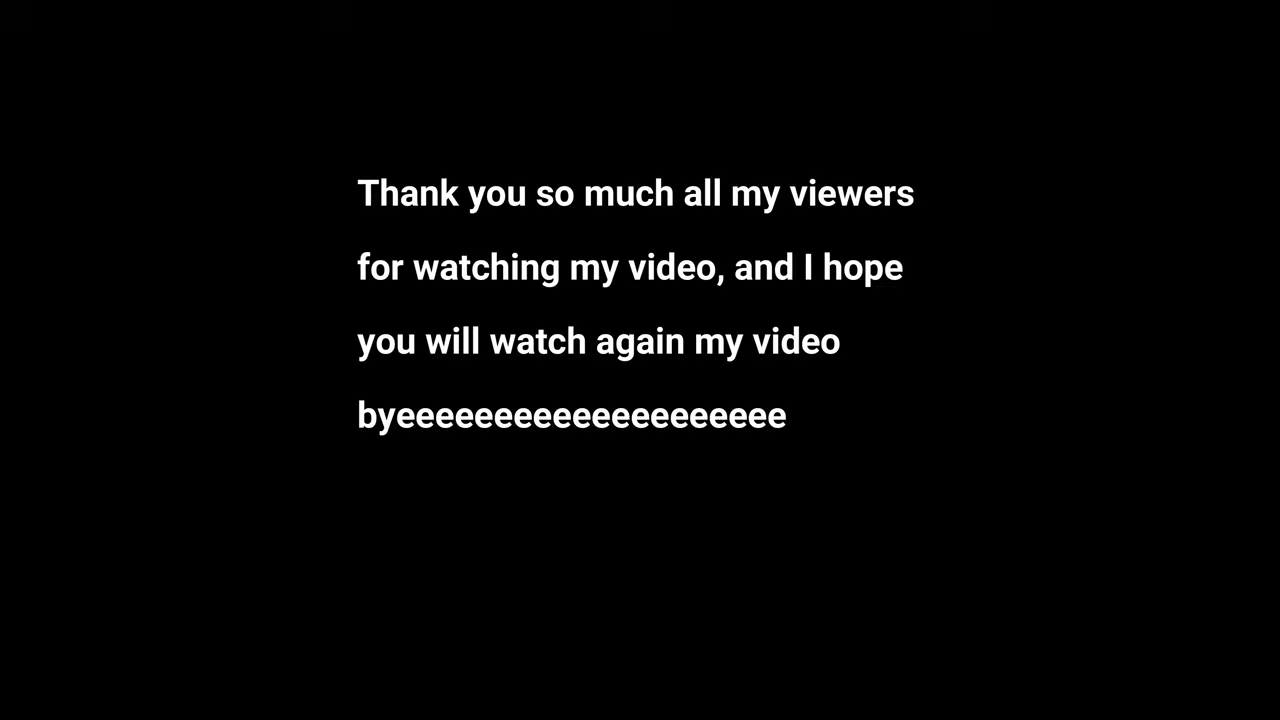 Thank you so much all my viewers
for watching my video, and I hope
you will watch again my video
byeeeeeeeeeeeeeeeeeeee